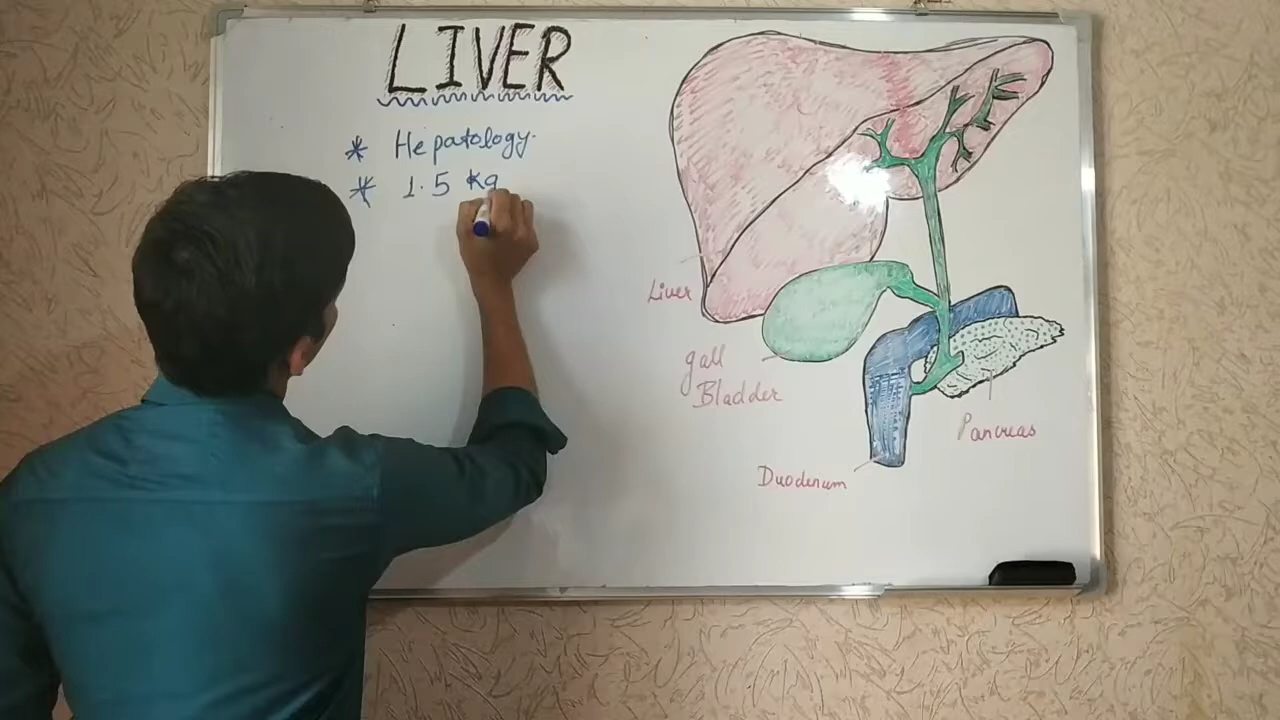 LIVER
* Hepatology.
* 1.5 Kg
Liver
gall
Bladder
Pancreas
Duodenum